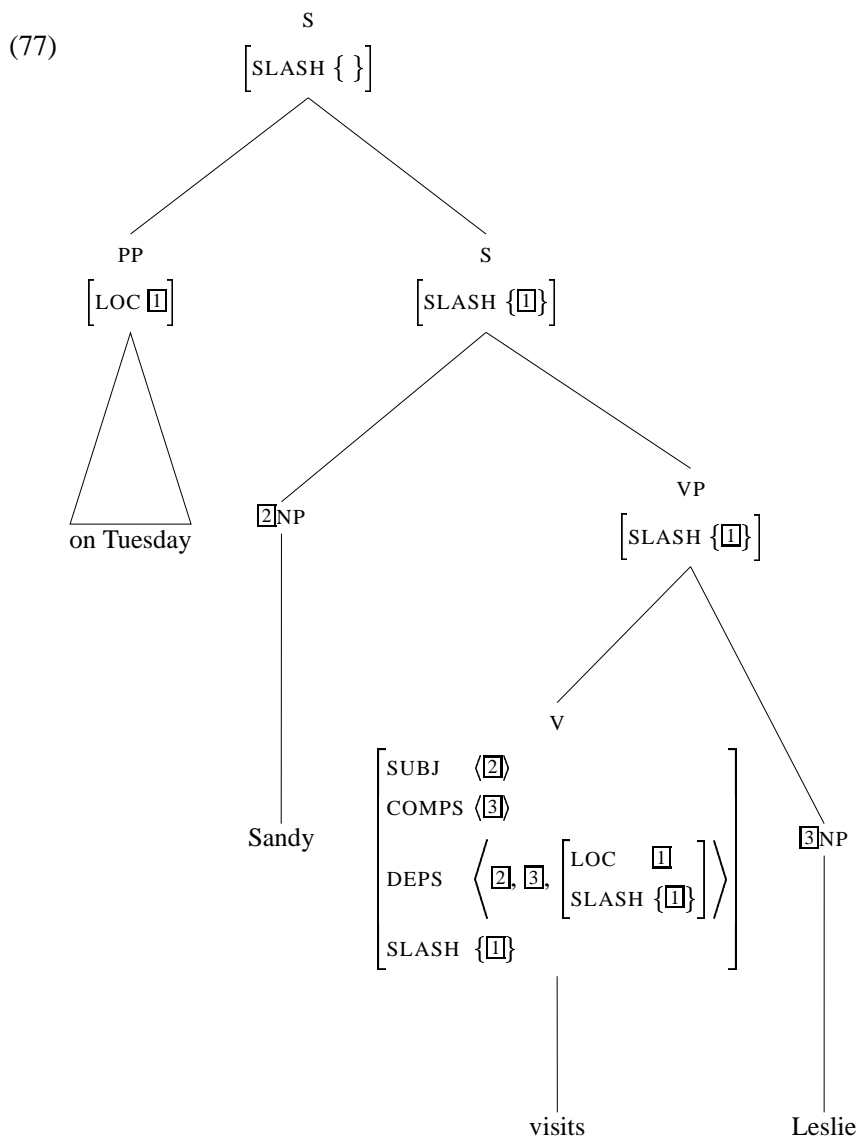 (77)
S
[SLASH { }]
PP
[LOC 1]
S
[SLASH {1}]
on Tuesday
2NP
VP
[SLASH {1}]
Sandy
V
SUBJ ⟨2⟩
COMPS ⟨3⟩
DEPS ⟨2, 3, [LOC 1
SLASH {1}]⟩
SLASH {1}
3NP
visits
Leslie